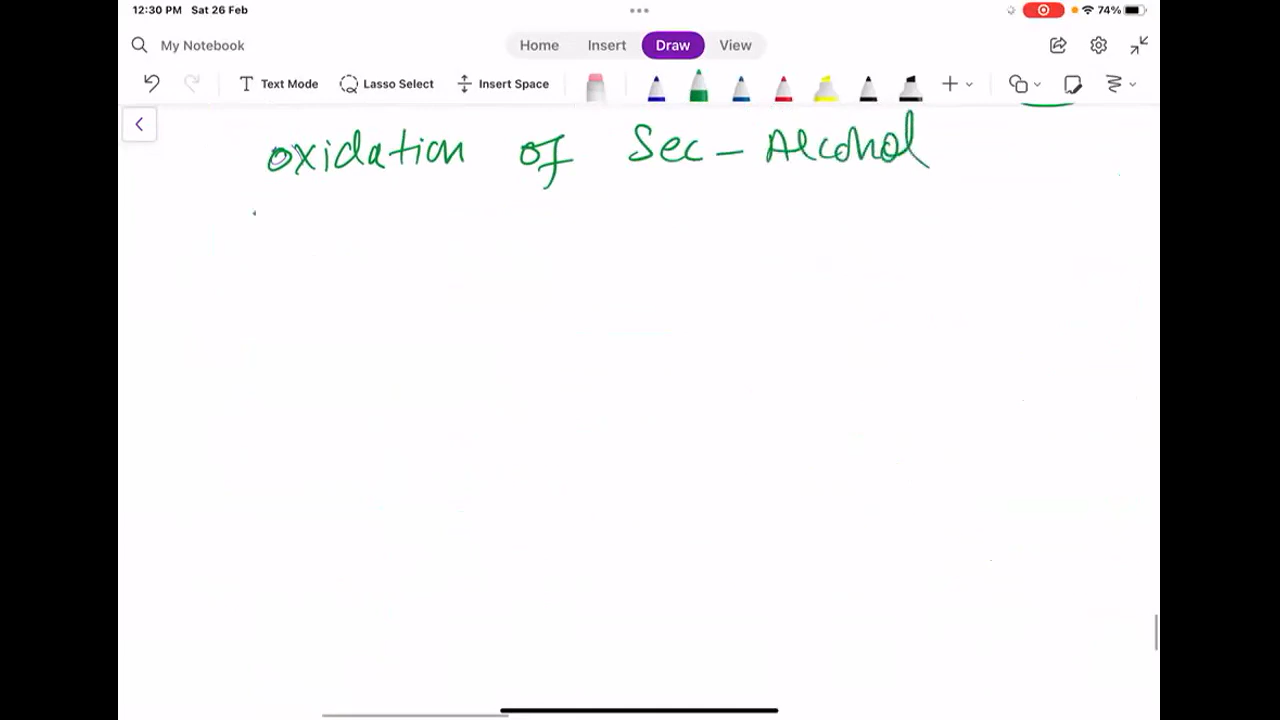 12:30 PM Sat 26 Feb 74%
My Notebook Home Insert Draw View
Text Mode Lasso Select Insert Space
oxidation of Sec - Alcohol